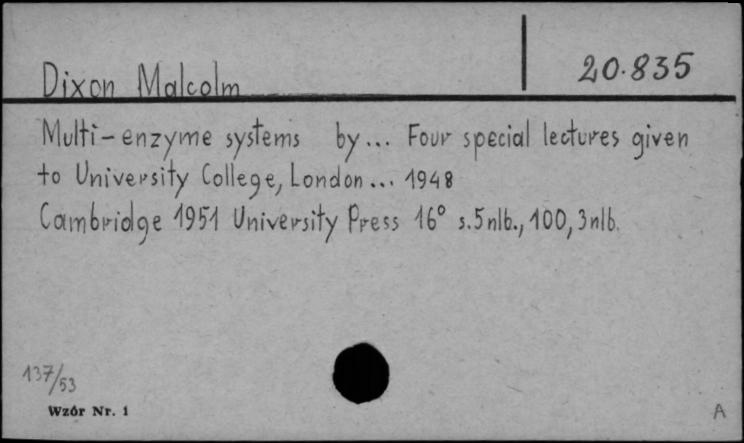 Dixon Malcolm
20.835
Multi-enzyme systems by... Four special lectures given
to University College, London... 1948
Cambridge 1951 University Press 16° s.5nlb.,100,3nlb.
137/53
Wzór Nr. 1
A